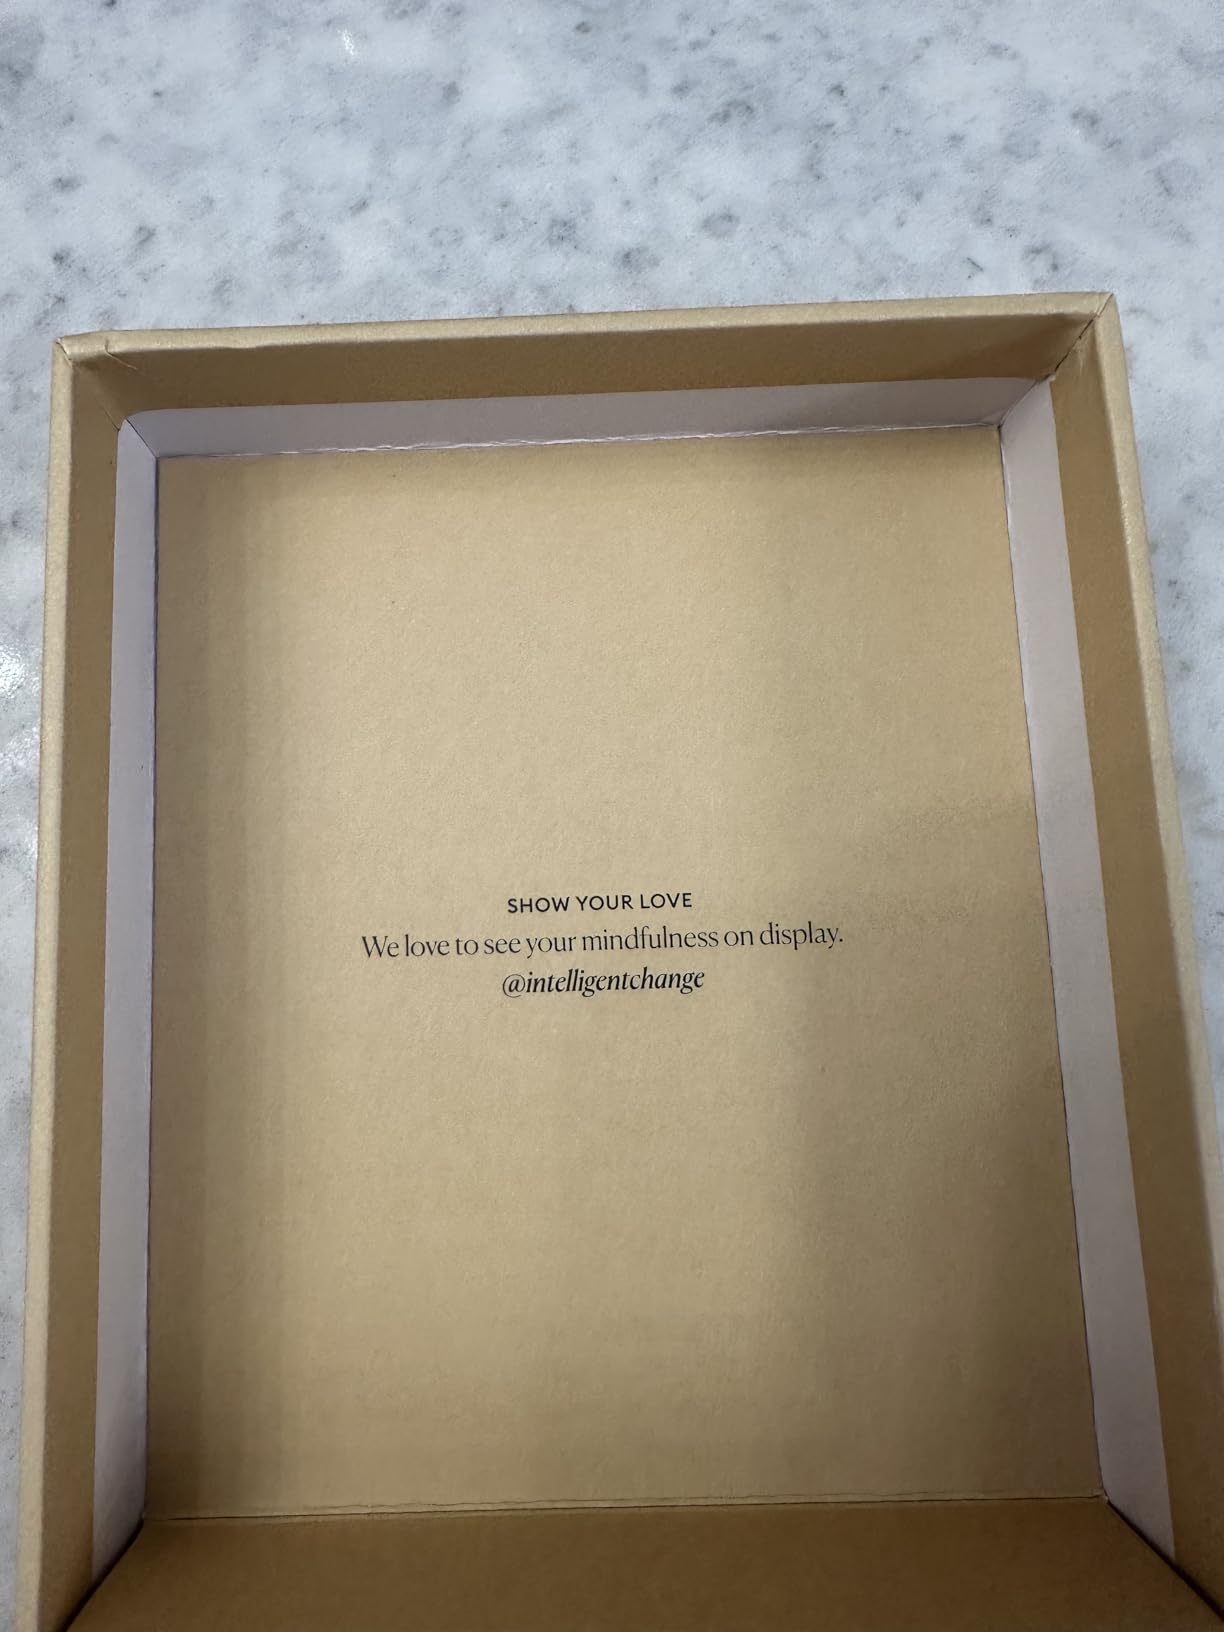 SHOW YOUR LOVE
We love to see your mindfulness on display.
@intelligentchange